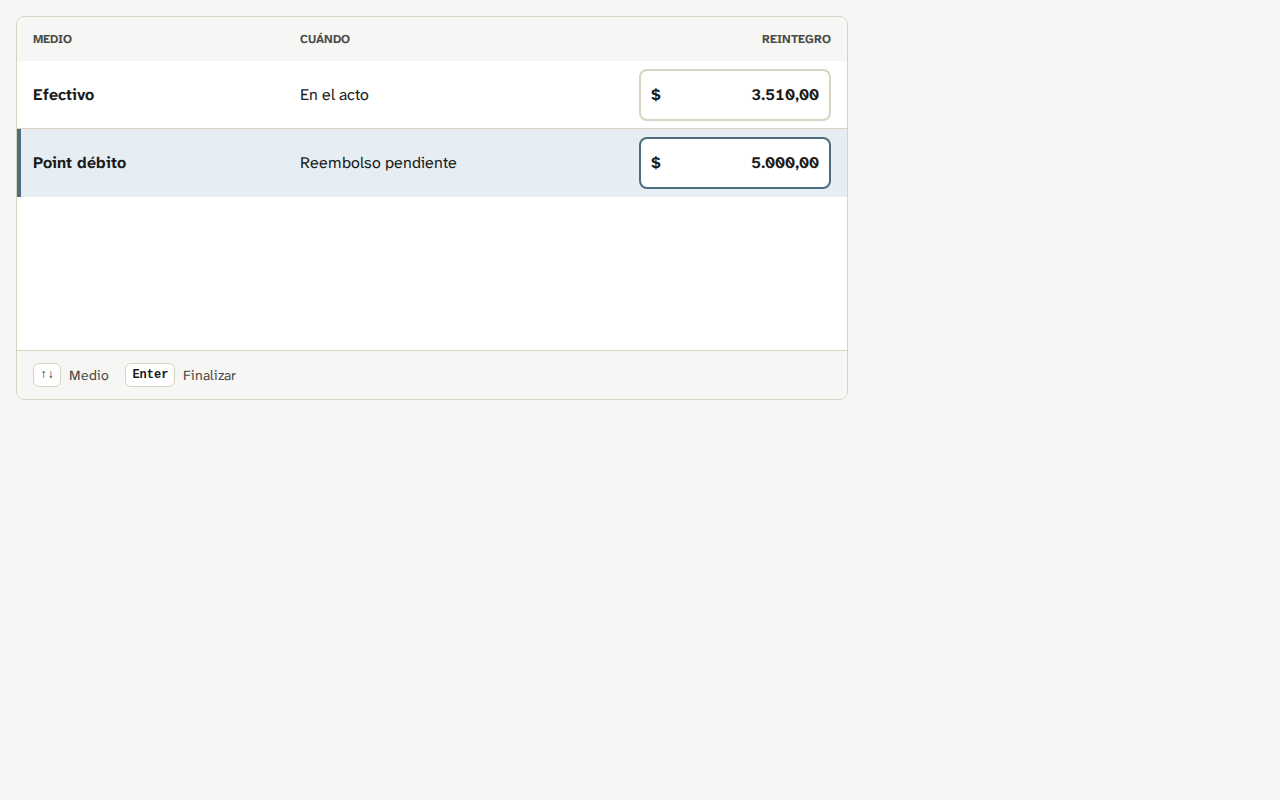 MEDIO CUÁNDO REINTEGRO
Efectivo En el acto $ 3.510,00
Point débito Reembolso pendiente $ 5.000,00
↑↓ Medio Enter Finalizar